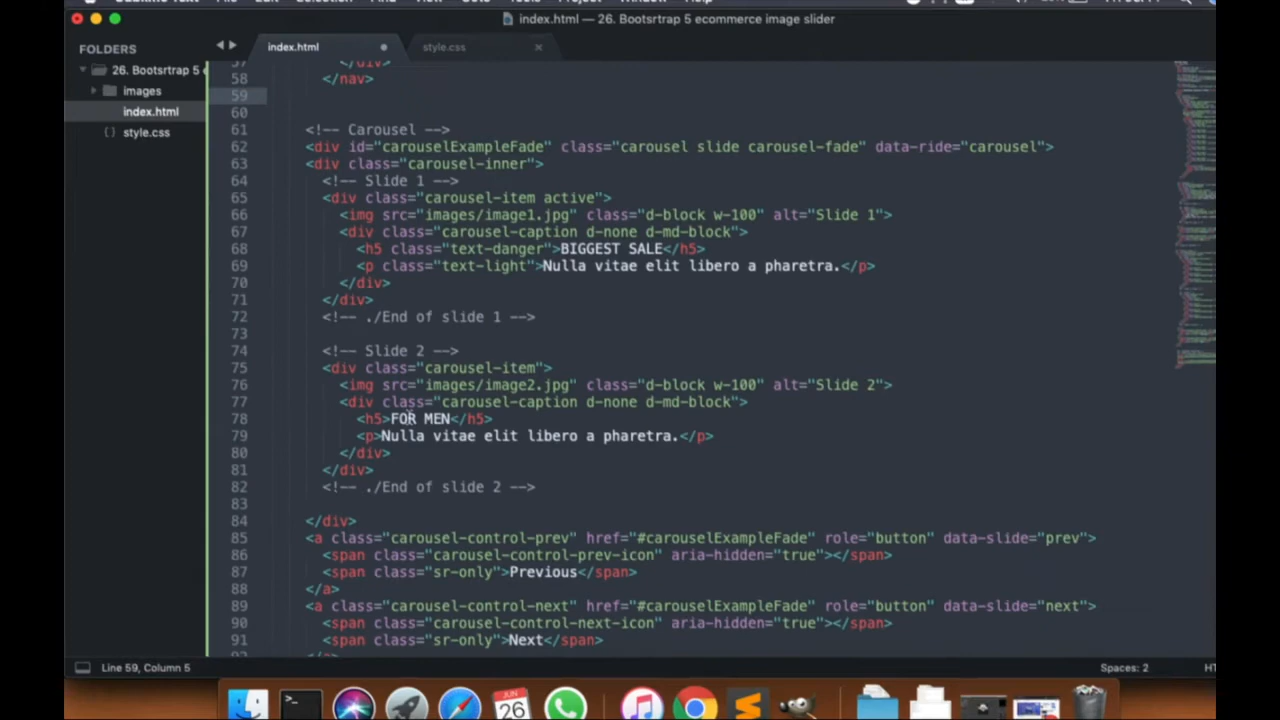 index.html — 26. Bootsrtrap 5 ecommerce image slider
FOLDERS
26. Bootsrtrap 5 e
images
index.html
style.css
index.html
style.css
57 </div>
58 </nav>
59
60
61 <!-- Carousel -->
62 <div id="carouselExampleFade" class="carousel slide carousel-fade" data-ride="carousel">
63 <div class="carousel-inner">
64 <!-- Slide 1 -->
65 <div class="carousel-item active">
66 <img src="images/image1.jpg" class="d-block w-100" alt="Slide 1">
67 <div class="carousel-caption d-none d-md-block">
68 <h5 class="text-danger">BIGGEST SALE</h5>
69 <p class="text-light">Nulla vitae elit libero a pharetra.</p>
70 </div>
71 </div>
72 <!-- ./End of slide 1 -->
73
74 <!-- Slide 2 -->
75 <div class="carousel-item">
76 <img src="images/image2.jpg" class="d-block w-100" alt="Slide 2">
77 <div class="carousel-caption d-none d-md-block">
78 <h5>FOR MEN</h5>
79 <p>Nulla vitae elit libero a pharetra.</p>
80 </div>
81 </div>
82 <!-- ./End of slide 2 -->
83
84 </div>
85 <a class="carousel-control-prev" href="#carouselExampleFade" role="button" data-slide="prev">
86 <span class="carousel-control-prev-icon" aria-hidden="true"></span>
87 <span class="sr-only">Previous</span>
88 </a>
89 <a class="carousel-control-next" href="#carouselExampleFade" role="button" data-slide="next">
90 <span class="carousel-control-next-icon" aria-hidden="true"></span>
91 <span class="sr-only">Next</span>
Line 59, Column 5
Spaces: 2
JUN
26